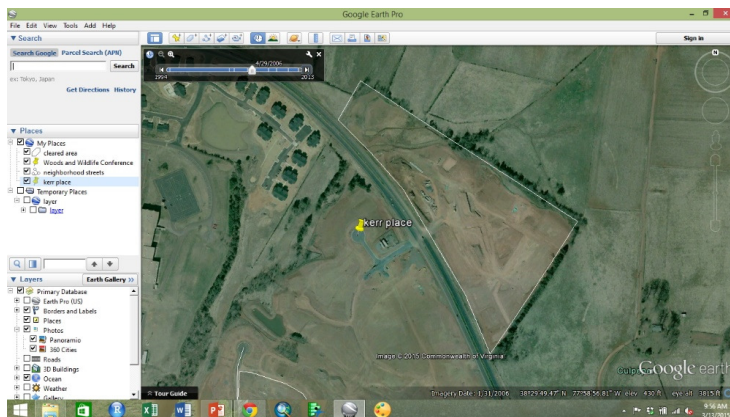 Google Earth Pro
File Edit View Tools Add Help
▼ Search
Search Google Parcel Search (APN)
Search
ex: Tokyo, Japan
Get Directions History
▼ Places
My Places
cleared area
Woods and Wildlife Conference
neighborhood streets
kerr place
Temporary Places
layer
layer
▼ Layers
Earth Gallery >>
Primary Database
Earth Pro (US)
Borders and Labels
Places
Photos
Panoramio
360 Cities
Roads
3D Buildings
Ocean
Weather
Gallery
Sign in
4/29/2006
1994
2013
N
kerr place
Image © 2015 Commonwealth of Virginia
Google earth
Tour Guide
Imagery Date: 1/31/2006 38°29'49.47" N 77°58'56.81" W elev 430 ft eye alt 3815 ft
9:56 AM